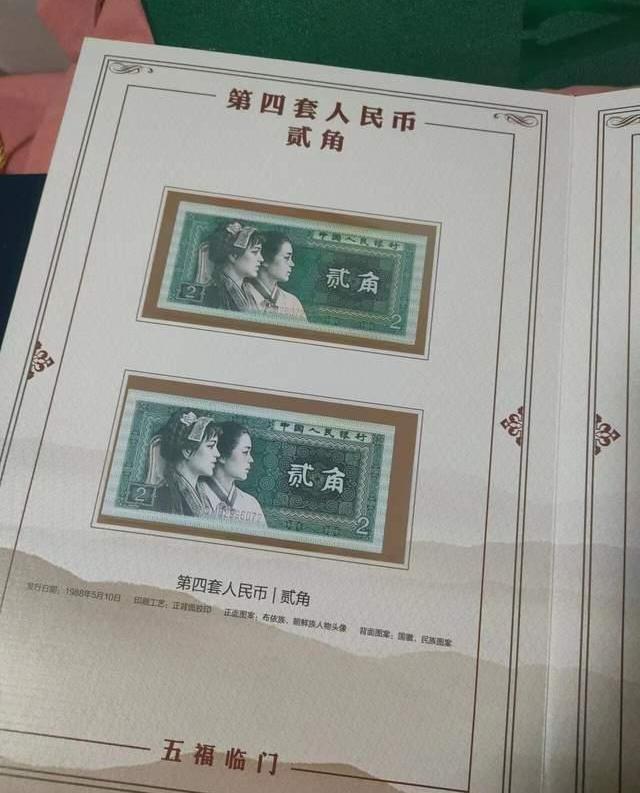 第四套人民币
贰角
中国人民银行
贰角
2
2
中国人民银行
贰角
2
2
第四套人民币 | 贰角
发行日期：1988年5月10日 印刷工艺：正背面胶印 正面图案：布依族、朝鲜族人物头像 背面图案：国徽、民族图案
五福临门